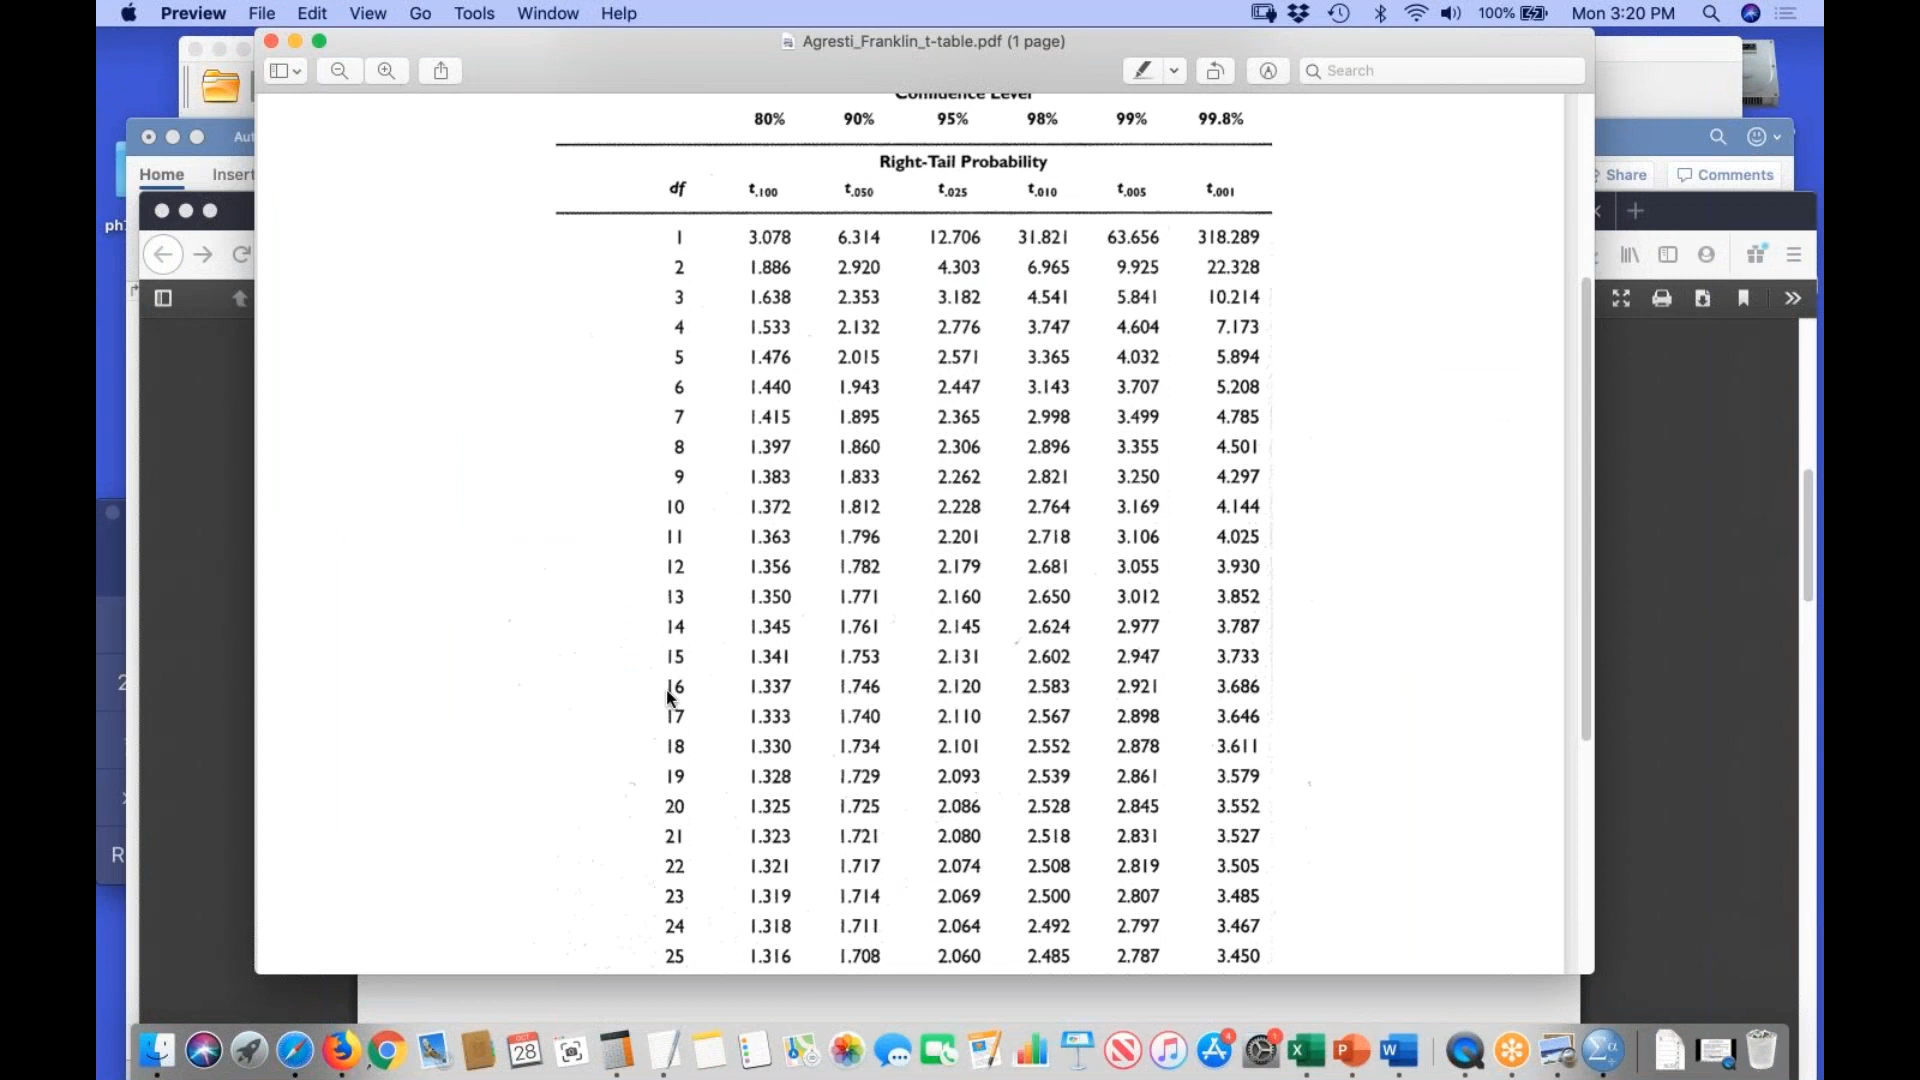 Preview File Edit View Go Tools Window Help 100% Mon 3:20 PM
Agresti_Franklin_t-table.pdf (1 page)
Search
Home Insert
Share Comments
Confidence Level
80% 90% 95% 98% 99% 99.8%
Right-Tail Probability
df t.100 t.050 t.025 t.010 t.005 t.001
1 3.078 6.314 12.706 31.821 63.656 318.289
2 1.886 2.920 4.303 6.965 9.925 22.328
3 1.638 2.353 3.182 4.541 5.841 10.214
4 1.533 2.132 2.776 3.747 4.604 7.173
5 1.476 2.015 2.571 3.365 4.032 5.894
6 1.440 1.943 2.447 3.143 3.707 5.208
7 1.415 1.895 2.365 2.998 3.499 4.785
8 1.397 1.860 2.306 2.896 3.355 4.501
9 1.383 1.833 2.262 2.821 3.250 4.297
10 1.372 1.812 2.228 2.764 3.169 4.144
11 1.363 1.796 2.201 2.718 3.106 4.025
12 1.356 1.782 2.179 2.681 3.055 3.930
13 1.350 1.771 2.160 2.650 3.012 3.852
14 1.345 1.761 2.145 2.624 2.977 3.787
15 1.341 1.753 2.131 2.602 2.947 3.733
16 1.337 1.746 2.120 2.583 2.921 3.686
17 1.333 1.740 2.110 2.567 2.898 3.646
18 1.330 1.734 2.101 2.552 2.878 3.611
19 1.328 1.729 2.093 2.539 2.861 3.579
20 1.325 1.725 2.086 2.528 2.845 3.552
21 1.323 1.721 2.080 2.518 2.831 3.527
22 1.321 1.717 2.074 2.508 2.819 3.505
23 1.319 1.714 2.069 2.500 2.807 3.485
24 1.318 1.711 2.064 2.492 2.797 3.467
25 1.316 1.708 2.060 2.485 2.787 3.450
OCT
28